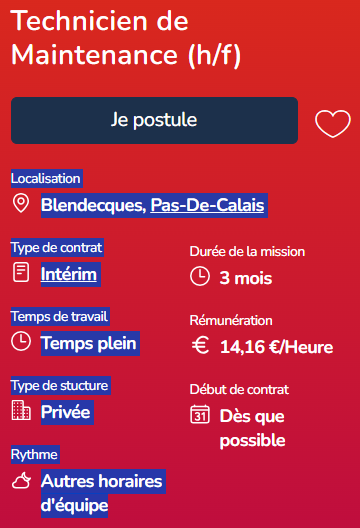 Technicien de
Maintenance (h/f)
Je postule
Localisation
Blendecques, Pas-De-Calais
Type de contrat
Intérim
Temps de travail
Temps plein
Type de stucture
Privée
Rythme
Autres horaires
d'équipe
Durée de la mission
3 mois
Rémunération
14,16 €/Heure
Début de contrat
31
Dès que
possible